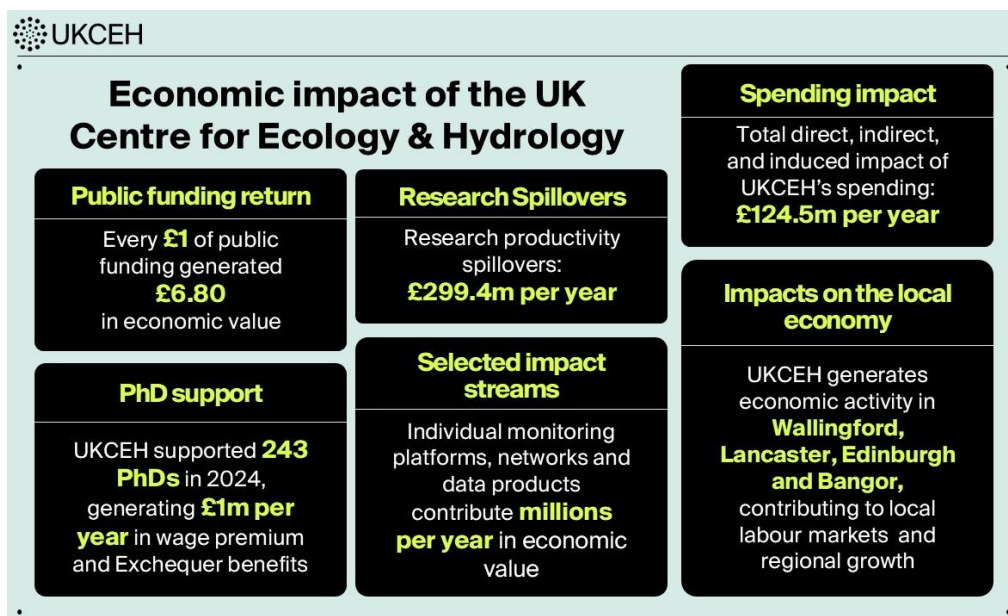 UKCEH
Economic impact of the UK
Centre for Ecology & Hydrology
Public funding return
Every £1 of public
funding generated
£6.80
in economic value
Research Spillovers
Research productivity
spillovers:
£299.4m per year
Spending impact
Total direct, indirect,
and induced impact of
UKCEH’s spending:
£124.5m per year
PhD support
UKCEH supported 243
PhDs in 2024,
generating £1m per
year in wage premium
and Exchequer benefits
Selected impact
streams
Individual monitoring
platforms, networks and
data products
contribute millions
per year in economic
value
Impacts on the local
economy
UKCEH generates
economic activity in
Wallingford,
Lancaster, Edinburgh
and Bangor,
contributing to local
labour markets and
regional growth